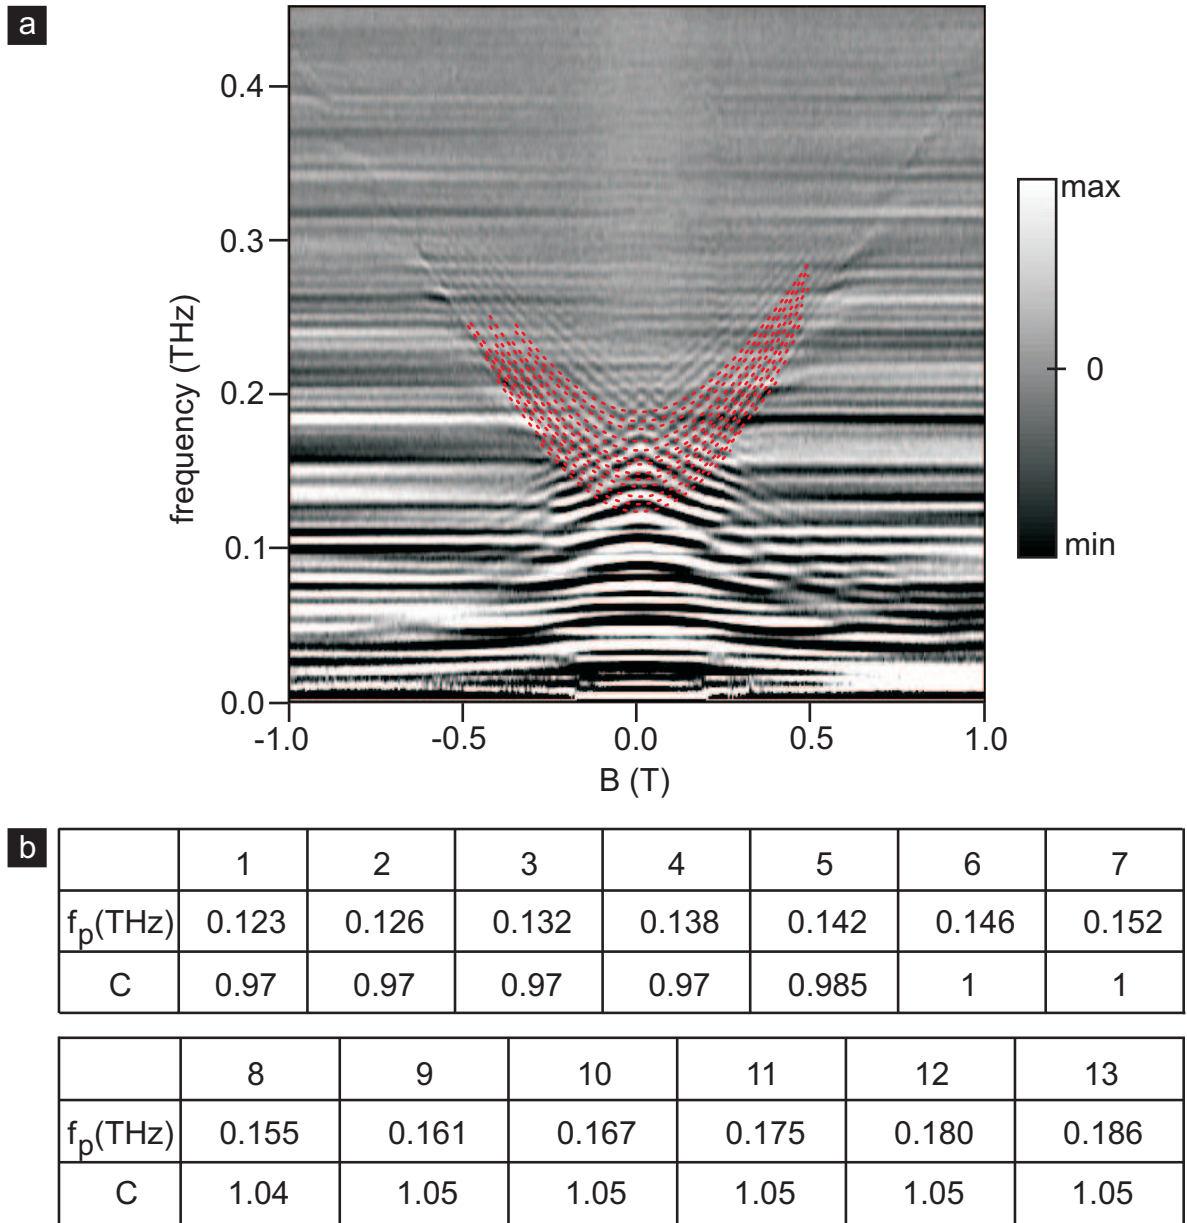 a
0.4
0.3
0.2
0.1
0.0
frequency (THz)
-1.0 -0.5 0.0 0.5 1.0
B (T)
max
0
min
b
1 2 3 4 5 6 7
fp(THz) 0.123 0.126 0.132 0.138 0.142 0.146 0.152
C 0.97 0.97 0.97 0.97 0.985 1 1
8 9 10 11 12 13
fp(THz) 0.155 0.161 0.167 0.175 0.180 0.186
C 1.04 1.05 1.05 1.05 1.05 1.05